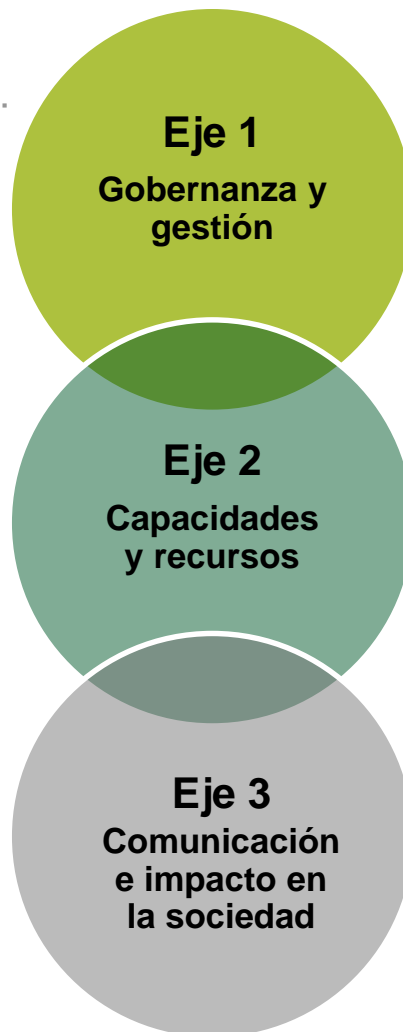 Eje 1
Gobernanza y
gestión
Eje 2
Capacidades
y recursos
Eje 3
Comunicación
e impacto en
la sociedad